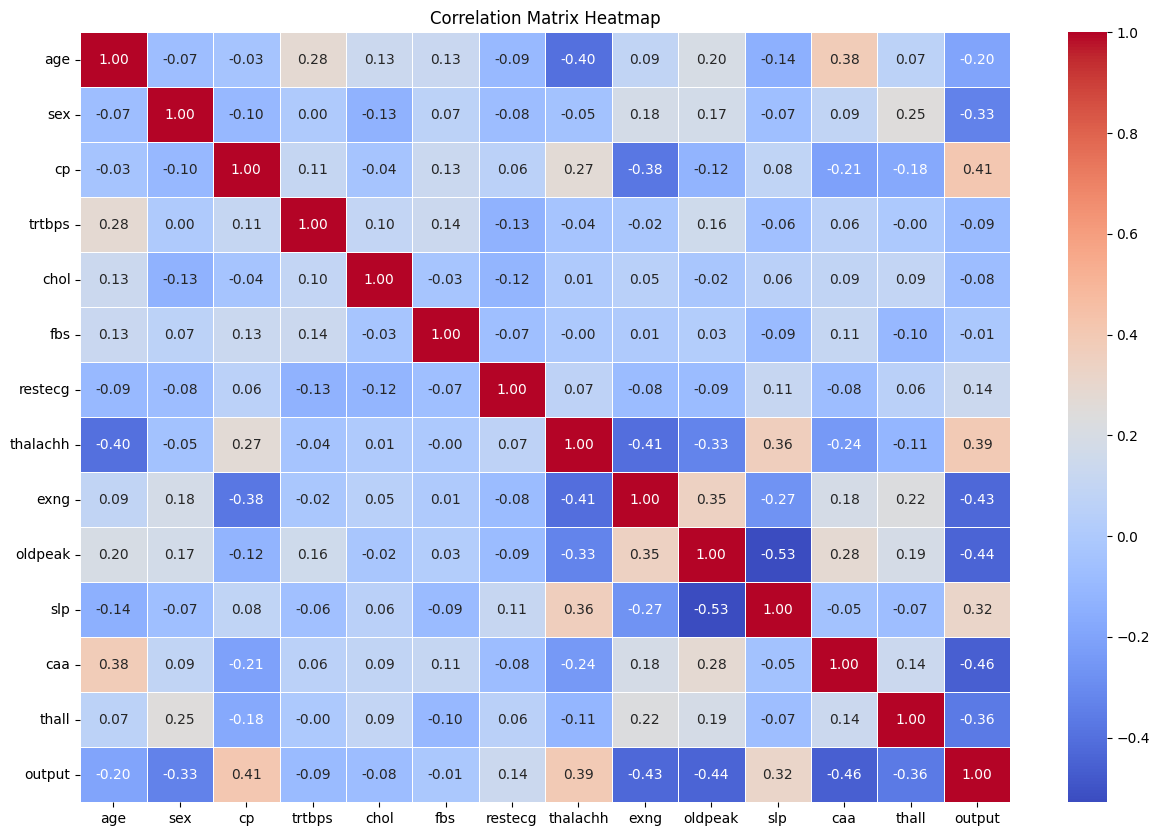 Correlation Matrix Heatmap
age 1.00 -0.07 -0.03 0.28 0.13 0.13 -0.09 -0.40 0.09 0.20 -0.14 0.38 0.07 -0.20
sex -0.07 1.00 -0.10 0.00 -0.13 0.07 -0.08 -0.05 0.18 0.17 -0.07 0.09 0.25 -0.33
cp -0.03 -0.10 1.00 0.11 -0.04 0.13 0.06 0.27 -0.38 -0.12 0.08 -0.21 -0.18 0.41
trtbps 0.28 0.00 0.11 1.00 0.10 0.14 -0.13 -0.04 -0.02 0.16 -0.06 0.06 -0.00 -0.09
chol 0.13 -0.13 -0.04 0.10 1.00 -0.03 -0.12 0.01 0.05 -0.02 0.06 0.09 0.09 -0.08
fbs 0.13 0.07 0.13 0.14 -0.03 1.00 -0.07 -0.00 0.01 0.03 -0.09 0.11 -0.10 -0.01
restecg -0.09 -0.08 0.06 -0.13 -0.12 -0.07 1.00 0.07 -0.08 -0.09 0.11 -0.08 0.06 0.14
thalachh -0.40 -0.05 0.27 -0.04 0.01 -0.00 0.07 1.00 -0.41 -0.33 0.36 -0.24 -0.11 0.39
exng 0.09 0.18 -0.38 -0.02 0.05 0.01 -0.08 -0.41 1.00 0.35 -0.27 0.18 0.22 -0.43
oldpeak 0.20 0.17 -0.12 0.16 -0.02 0.03 -0.09 -0.33 0.35 1.00 -0.53 0.28 0.19 -0.44
slp -0.14 -0.07 0.08 -0.06 0.06 -0.09 0.11 0.36 -0.27 -0.53 1.00 -0.05 -0.07 0.32
caa 0.38 0.09 -0.21 0.06 0.09 0.11 -0.08 -0.24 0.18 0.28 -0.05 1.00 0.14 -0.46
thall 0.07 0.25 -0.18 -0.00 0.09 -0.10 0.06 -0.11 0.22 0.19 -0.07 0.14 1.00 -0.36
output -0.20 -0.33 0.41 -0.09 -0.08 -0.01 0.14 0.39 -0.43 -0.44 0.32 -0.46 -0.36 1.00
age sex cp trtbps chol fbs restecg thalachh exng oldpeak slp caa thall output
1.0
0.8
0.6
0.4
0.2
0.0
−0.2
−0.4